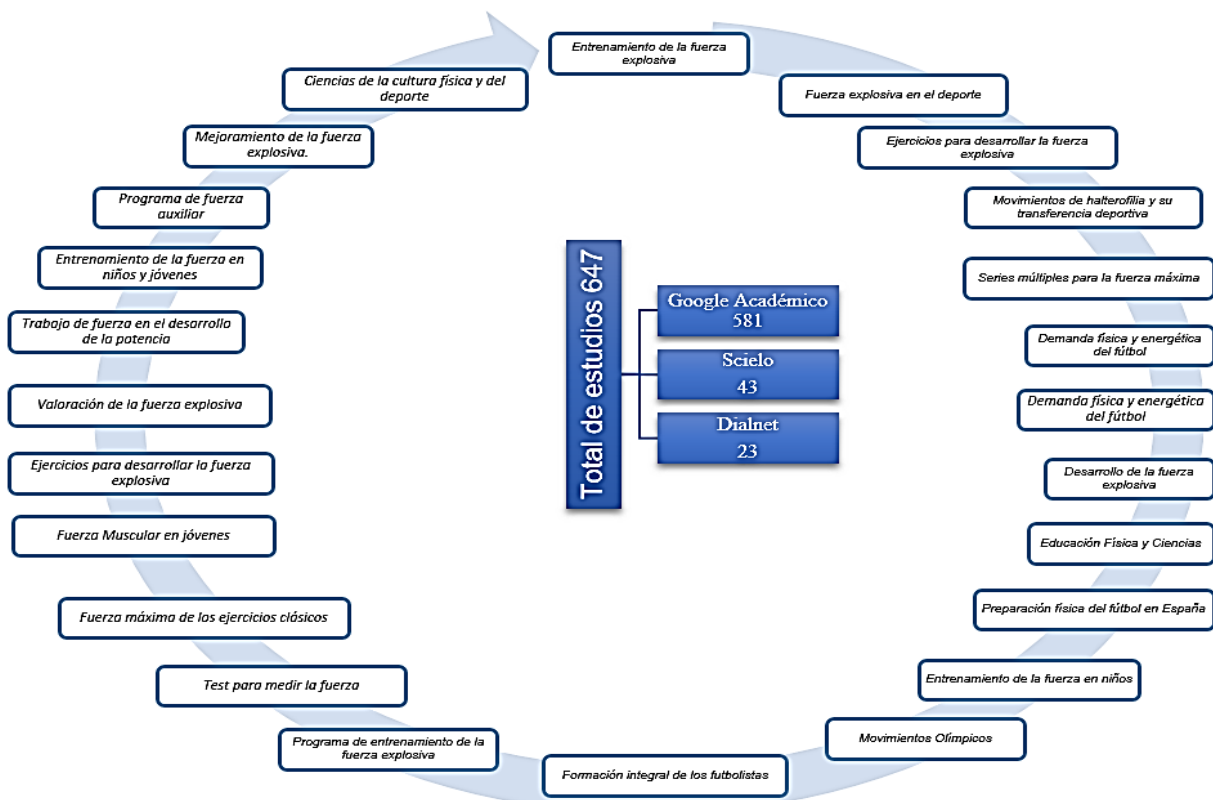 Entrenamiento de la fuerza
explosiva
Fuerza explosiva en el deporte
Ejercicios para desarrollar la fuerza
explosiva
Movimientos de halterofilia y su
transferencia deportiva
Series múltiples para la fuerza máxima
Demanda física y energética
del fútbol
Demanda física y energética
del fútbol
Desarrollo de la fuerza
explosiva
Educación Física y Ciencias
Preparación física del fútbol en España
Entrenamiento de la fuerza en niños
Movimientos Olímpicos
Formación integral de los futbolistas
Programa de entrenamiento de la
fuerza explosiva
Test para medir la fuerza
Fuerza máxima de los ejercicios clásicos
Fuerza Muscular en jóvenes
Ejercicios para desarrollar la fuerza
explosiva
Valoración de la fuerza explosiva
Trabajo de fuerza en el desarrollo
de la potencia
Entrenamiento de la fuerza en
niños y jóvenes
Programa de fuerza
auxiliar
Mejoramiento de la fuerza
explosiva.
Ciencias de la cultura física y del
deporte
Total de estudios 647
Google Académico
581
Scielo
43
Dialnet
23